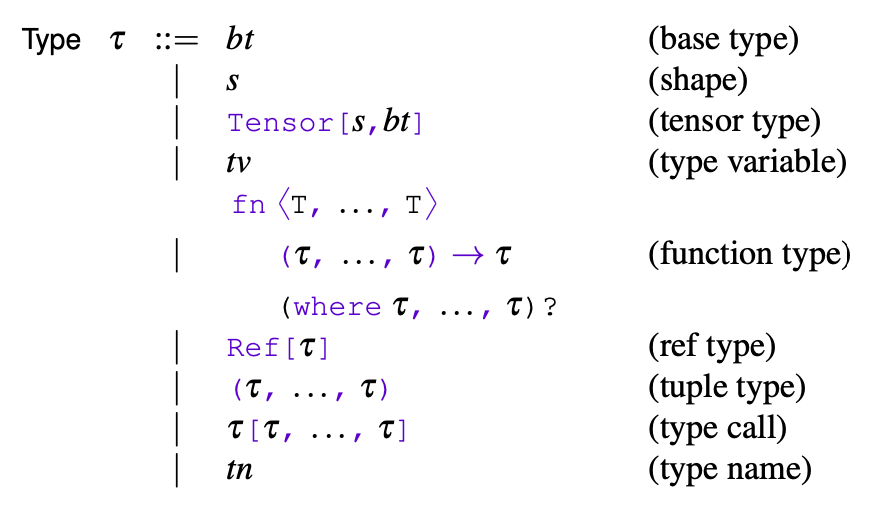 Type τ ::= bt (base type)
| s (shape)
| Tensor[s,bt] (tensor type)
| tv (type variable)
fn ⟨T, ..., T⟩
| (τ, ..., τ) → τ (function type)
(where τ, ..., τ)?
| Ref[τ] (ref type)
| (τ, ..., τ) (tuple type)
| τ[τ, ..., τ] (type call)
| tn (type name)